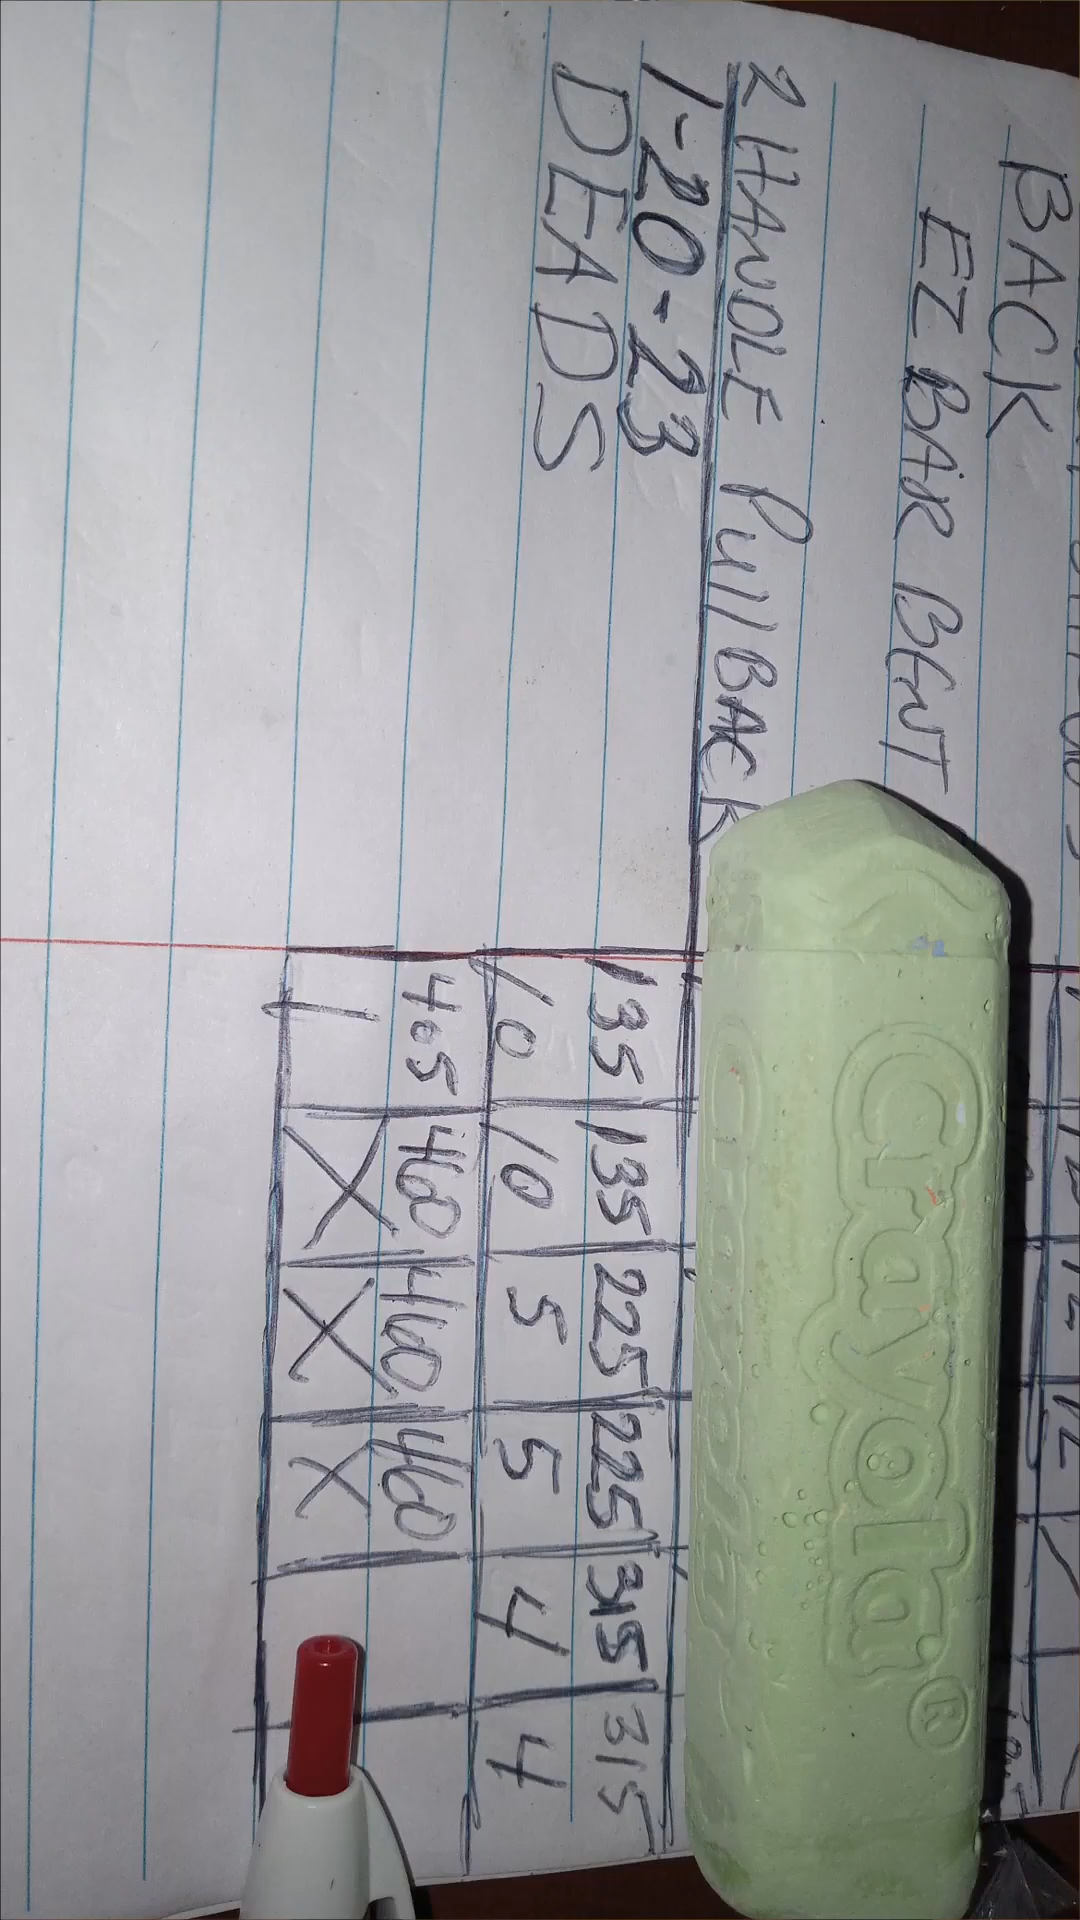 BACK
EZ BAR BENT
2 HANDLE PullBACK
1-20-23
DEADS
135 135 225 225 315 315
10 10 5 5 4 4
405 460 460 460
1 X X X
Crayola®